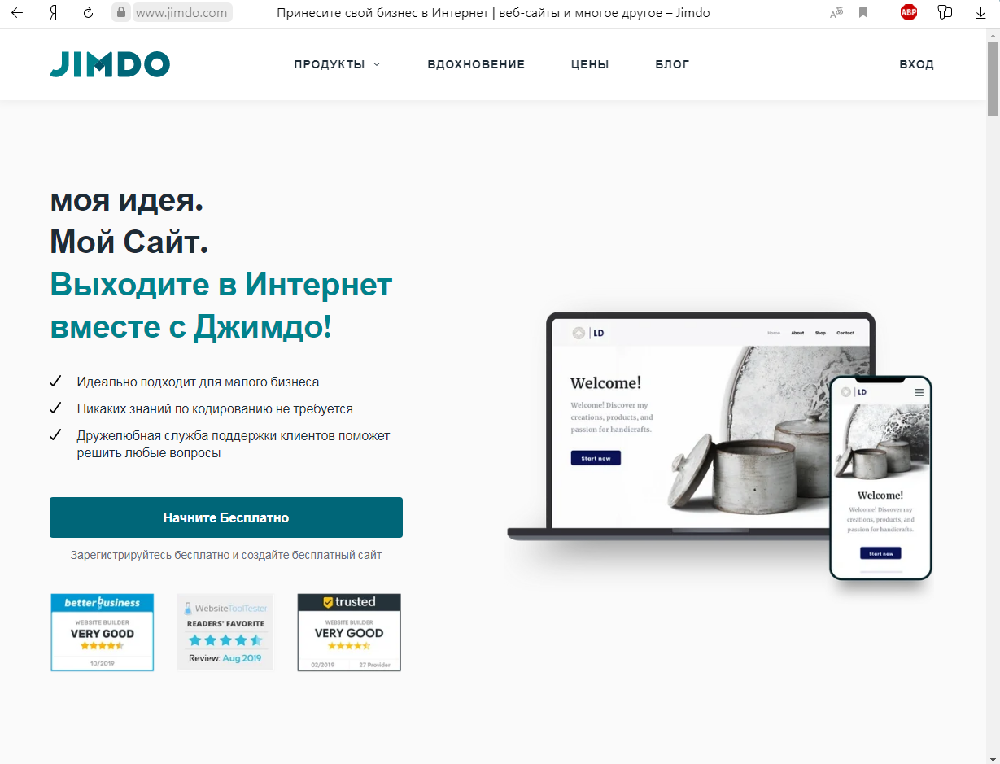 www.jimdo.com
Принесите свой бизнес в Интернет | веб-сайты и многое другое – Jimdo
ABP
JIMDO
ПРОДУКТЫ
ВДОХНОВЕНИЕ
ЦЕНЫ
БЛОГ
ВХОД
моя идея.
Мой Сайт.
Выходите в Интернет
вместе с Джимдо!
Идеально подходит для малого бизнеса
Никаких знаний по кодированию не требуется
Дружелюбная служба поддержки клиентов поможет
решить любые вопросы
Начните Бесплатно
Зарегистрируйтесь бесплатно и создайте бесплатный сайт
better business
WEBSITE BUILDER
VERY GOOD
10/2019
WebsiteToolTester
READERS' FAVORITE
Review: Aug 2019
trusted
WEBSITE BUILDER
VERY GOOD
02/2019
27 Provider
LD
Home
About
Shop
Contact
Welcome!
Welcome! Discover my
creations, products, and
passion for handicrafts.
Start now
LD
Welcome!
Welcome! Discover my
creations, products, and
passion for handicrafts.
Start now